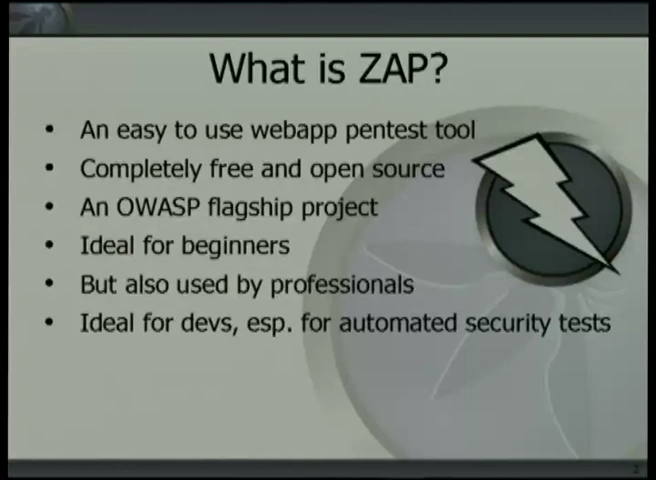 What is ZAP?
• An easy to use webapp pentest tool
• Completely free and open source
• An OWASP flagship project
• Ideal for beginners
• But also used by professionals
• Ideal for devs, esp. for automated security tests